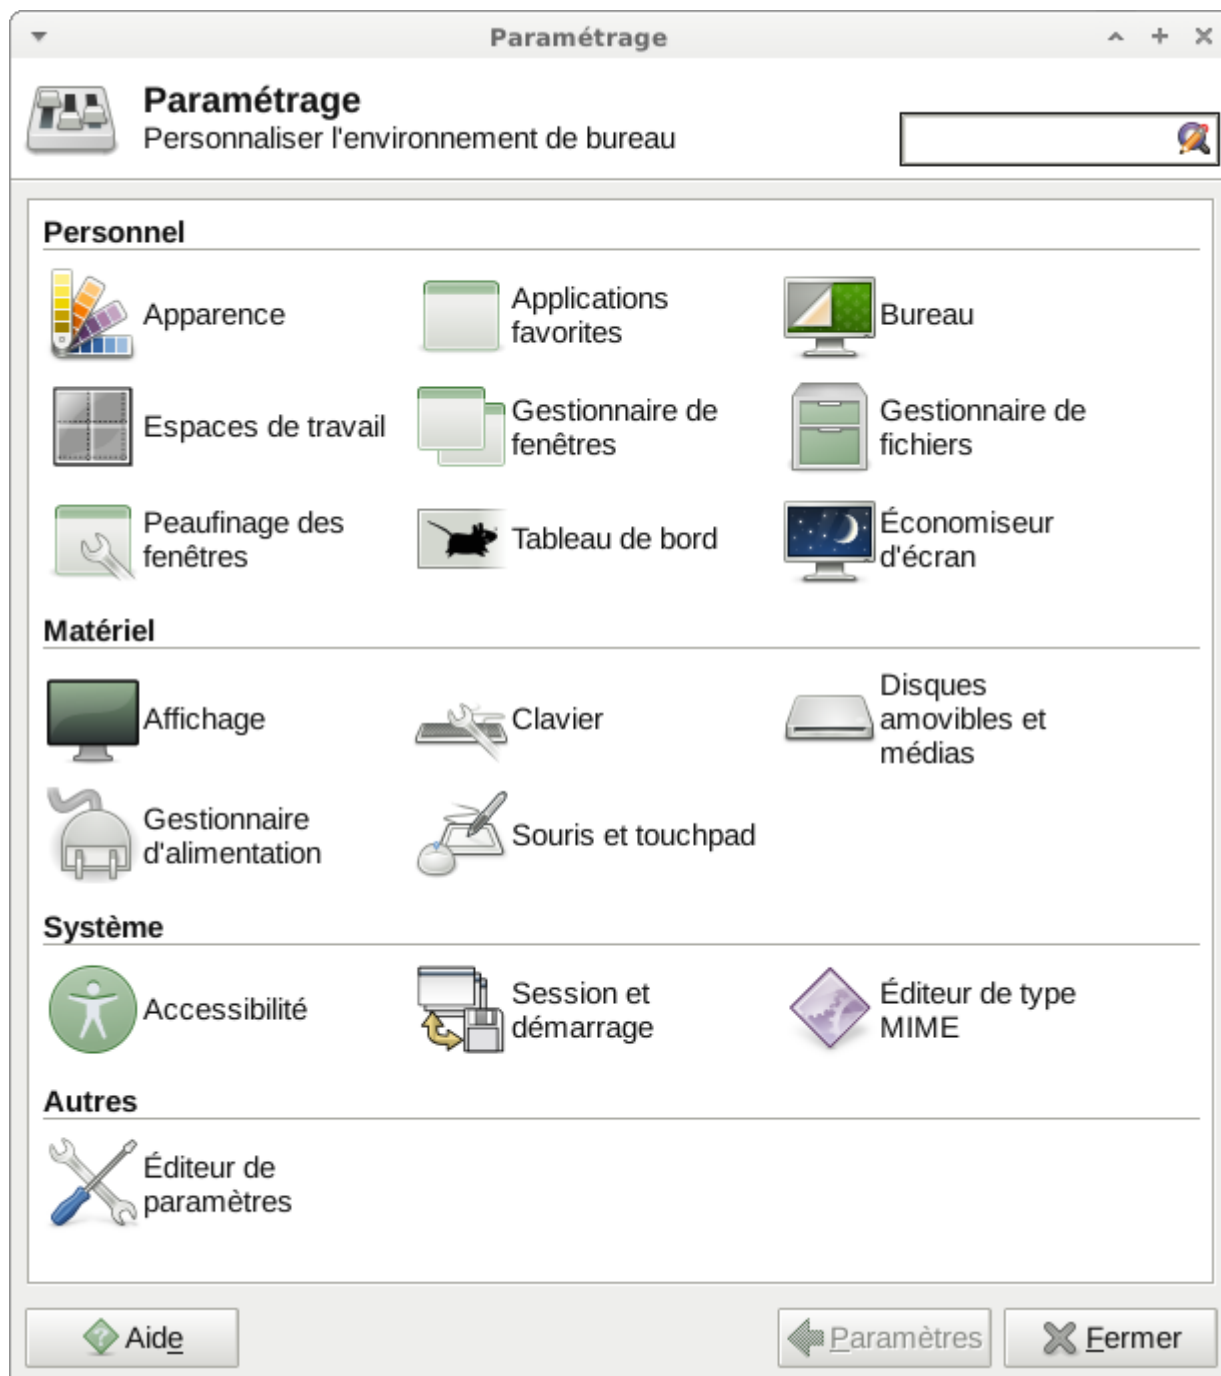 Paramétrage
Paramétrage
Personnaliser l'environnement de bureau
Personnel
Apparence
Applications
favorites
Bureau
Espaces de travail
Gestionnaire de
fenêtres
Gestionnaire de
fichiers
Peaufinage des
fenêtres
Tableau de bord
Économiseur
d'écran
Matériel
Affichage
Clavier
Disques
amovibles et
médias
Gestionnaire
d'alimentation
Souris et touchpad
Système
Accessibilité
Session et
démarrage
Éditeur de type
MIME
Autres
Éditeur de
paramètres
Aide
Paramètres
Fermer